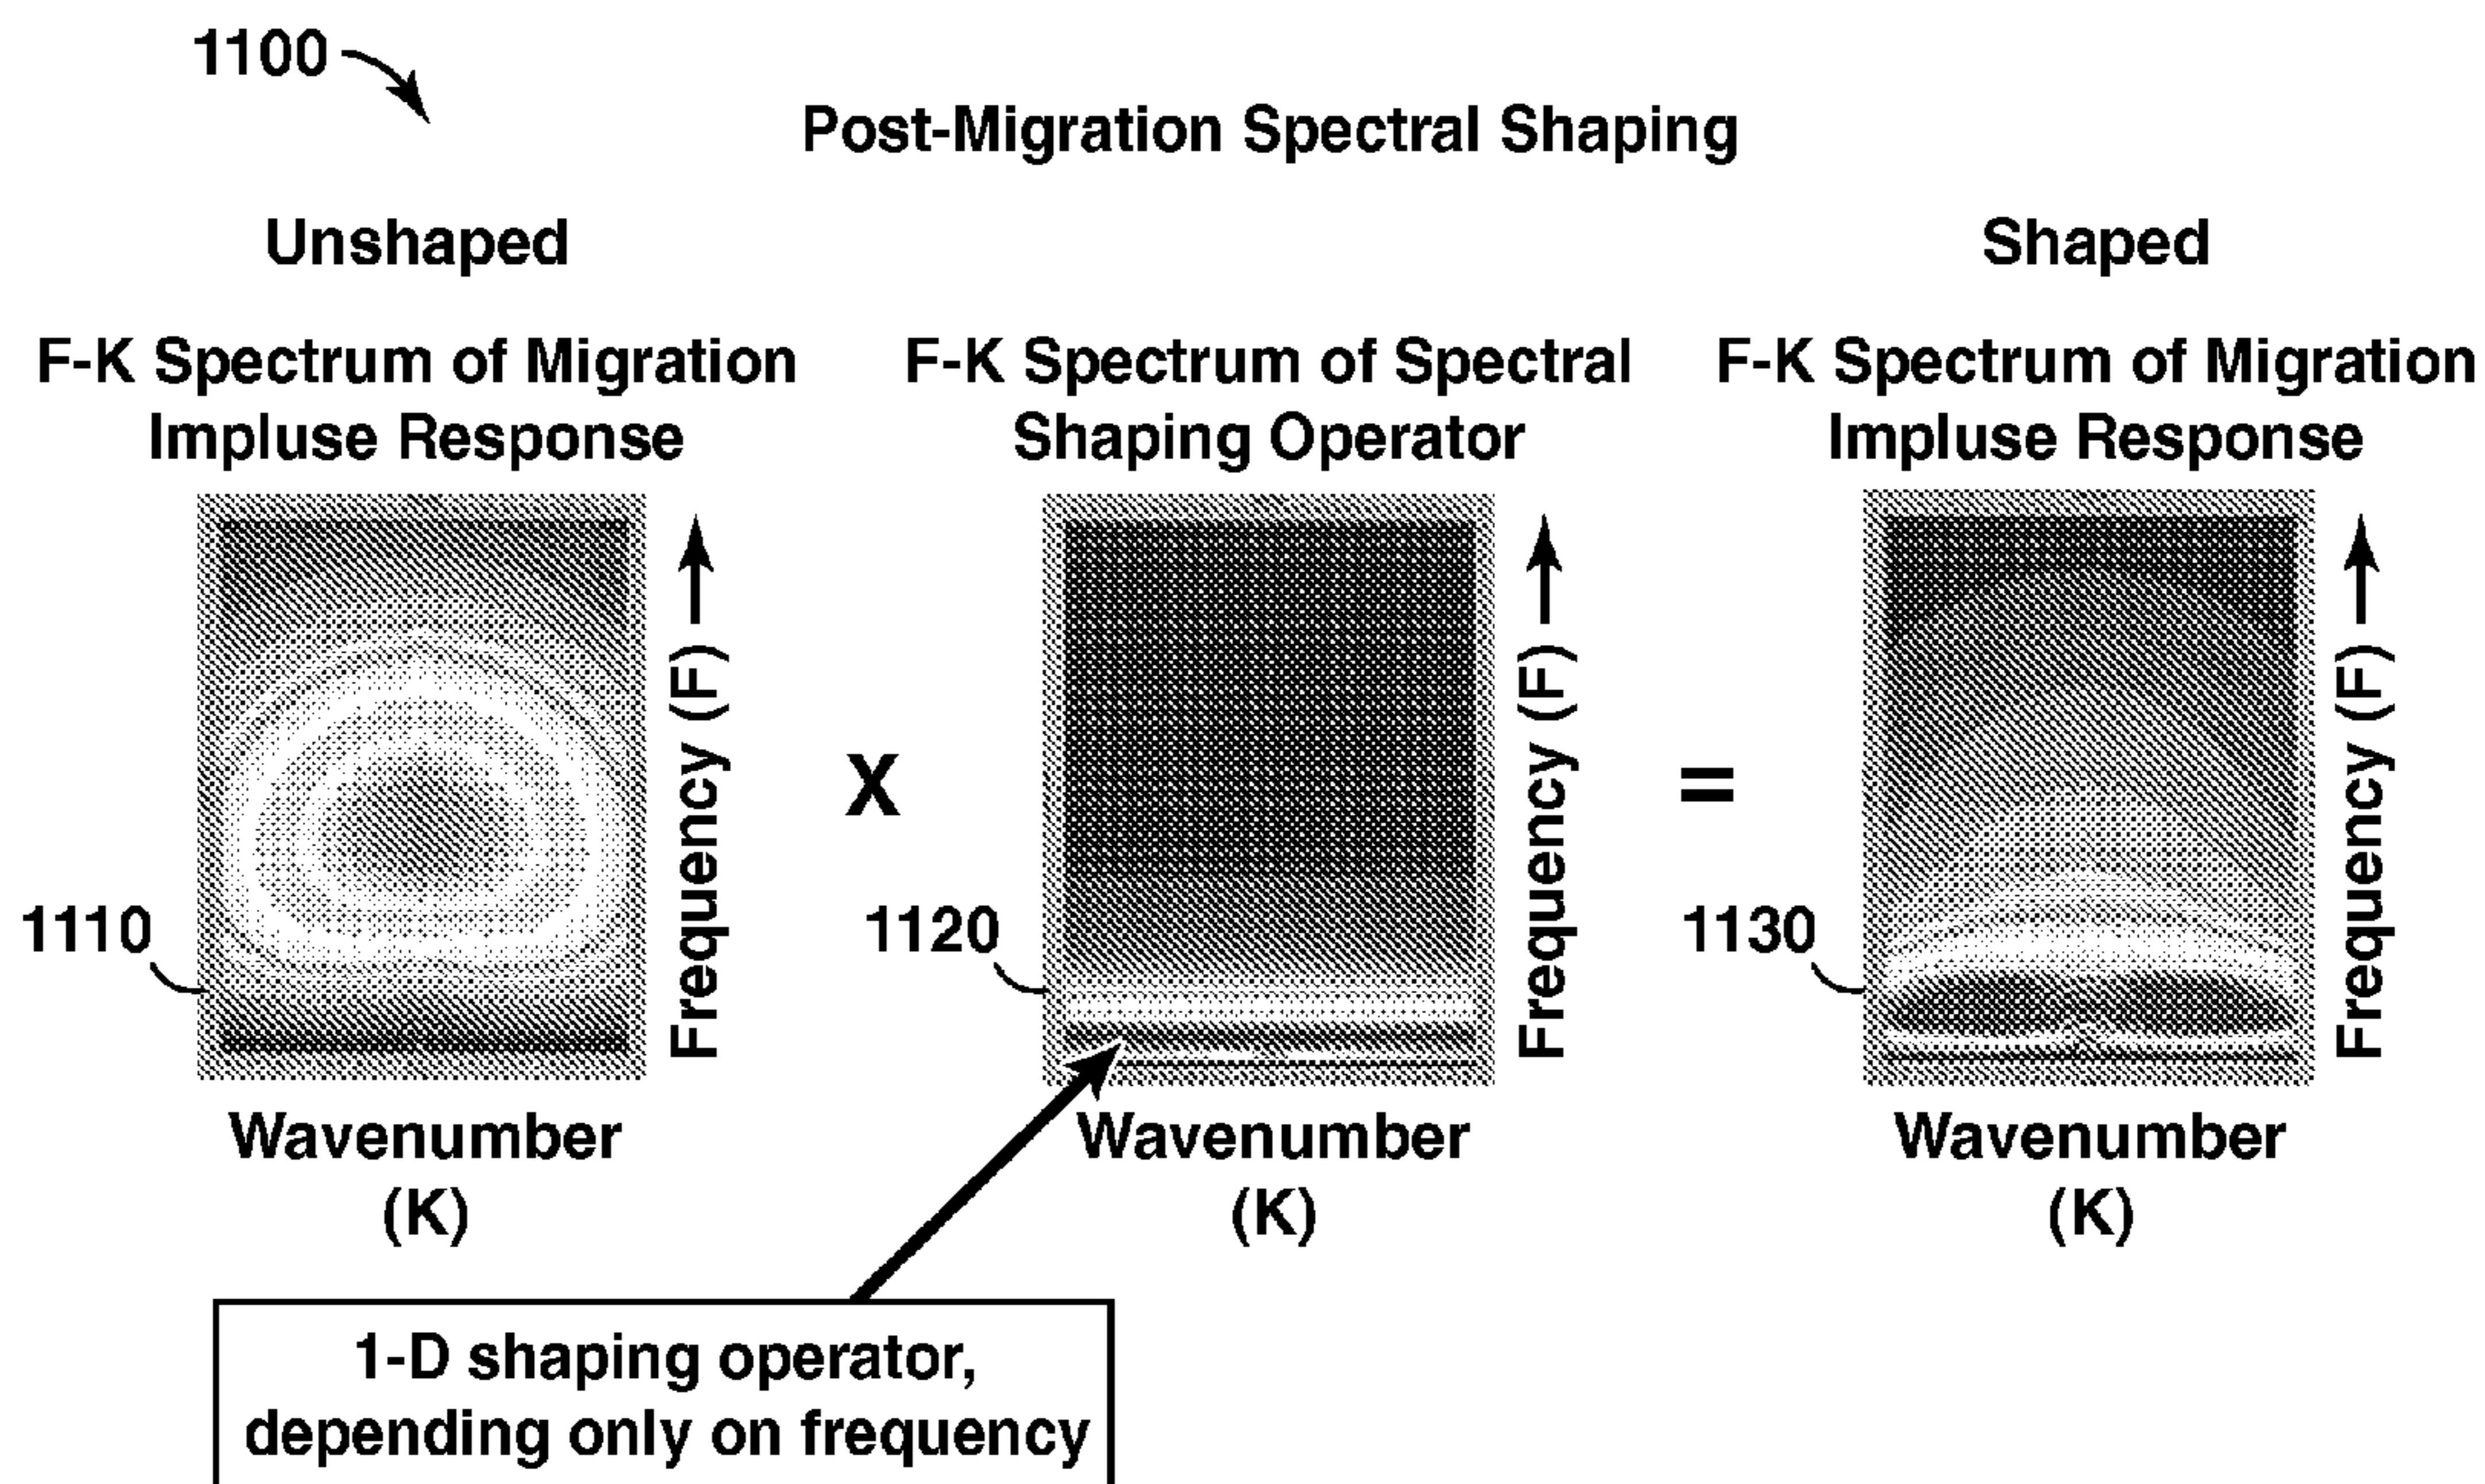 1100
Post-Migration Spectral Shaping
Unshaped
Shaped
F-K Spectrum of Migration
Impluse Response
F-K Spectrum of Spectral
Shaping Operator
F-K Spectrum of Migration
Impluse Response
1110
Frequency (F)
X
1120
Frequency (F)
=
1130
Frequency (F)
Wavenumber
(K)
Wavenumber
(K)
Wavenumber
(K)
1-D shaping operator,
depending only on frequency